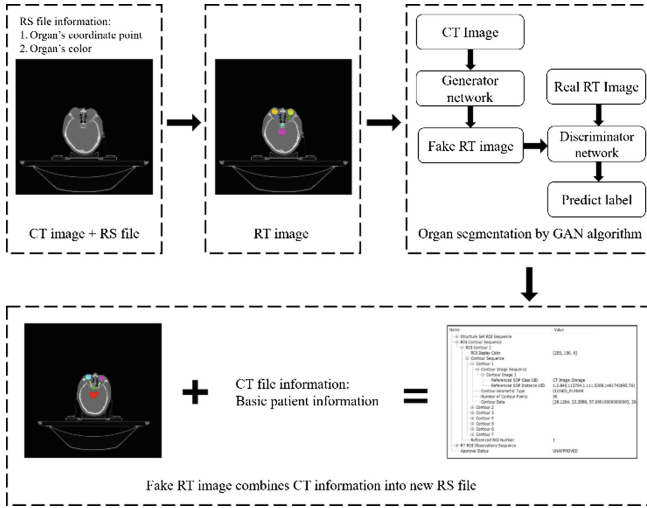 RS file information:
1. Organ's coordinate point
2. Organ's color
CT image + RS file
RT image
CT Image
Generator network
Fake RT image
Real RT Image
Discriminator network
Predict label
Organ segmentation by GAN algorithm
CT file information:
Basic patient information
+
=
Name Value
Structure Set ROI Sequence
ROI Contour Sequence
ROI Contour 1
ROI Display Color
Contour Sequence
Contour 1
Contour Image Sequence
Contour Image 1
Referenced SOP Class UID CT Image Storage
Referenced SOP Instance UID
Contour Geometric Type CLOSED_PLANAR
Number of Contour Points
Contour Data
Contour 2
Contour 3
Contour 4
Contour 5
Contour 6
Contour 7
Referenced ROI Number
RT ROI Observations Sequence
Approval Status UNAPPROVED
Fake RT image combines CT information into new RS file